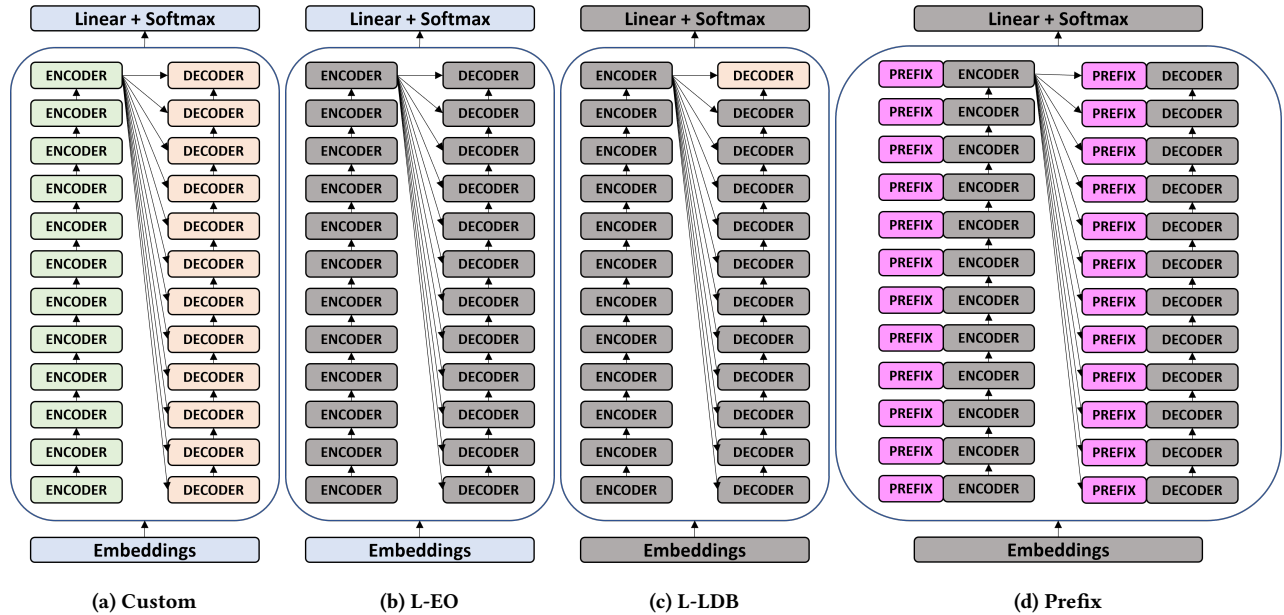 Linear + Softmax
ENCODER DECODER
ENCODER DECODER
ENCODER DECODER
ENCODER DECODER
ENCODER DECODER
ENCODER DECODER
ENCODER DECODER
ENCODER DECODER
ENCODER DECODER
ENCODER DECODER
ENCODER DECODER
ENCODER DECODER
Embeddings
(a) Custom
Linear + Softmax
ENCODER DECODER
ENCODER DECODER
ENCODER DECODER
ENCODER DECODER
ENCODER DECODER
ENCODER DECODER
ENCODER DECODER
ENCODER DECODER
ENCODER DECODER
ENCODER DECODER
ENCODER DECODER
ENCODER DECODER
Embeddings
(b) L-EO
Linear + Softmax
ENCODER DECODER
ENCODER DECODER
ENCODER DECODER
ENCODER DECODER
ENCODER DECODER
ENCODER DECODER
ENCODER DECODER
ENCODER DECODER
ENCODER DECODER
ENCODER DECODER
ENCODER DECODER
ENCODER DECODER
Embeddings
(c) L-LDB
Linear + Softmax
PREFIX ENCODER PREFIX DECODER
PREFIX ENCODER PREFIX DECODER
PREFIX ENCODER PREFIX DECODER
PREFIX ENCODER PREFIX DECODER
PREFIX ENCODER PREFIX DECODER
PREFIX ENCODER PREFIX DECODER
PREFIX ENCODER PREFIX DECODER
PREFIX ENCODER PREFIX DECODER
PREFIX ENCODER PREFIX DECODER
PREFIX ENCODER PREFIX DECODER
PREFIX ENCODER PREFIX DECODER
PREFIX ENCODER PREFIX DECODER
Embeddings
(d) Prefix